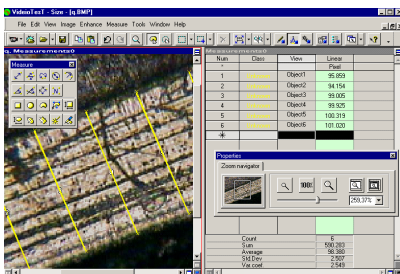 VideoTesT - Size - [q.BMP]
File Edit View Image Enhance Measure Tools Window Help
q. Measurements0
Measure
Measurements0
Num Class View Linear
Pixel
1 Object1 95.859
2 Object2 94.154
3 Object3 99.005
4 Object4 99.925
5 Object5 100.319
6 Object6 101.020
Properties
Zoom navigator
100%
259,37%
Count 6
Sum 590.283
Average 98.380
Std.Dev 2.507
Var.coef 2.549